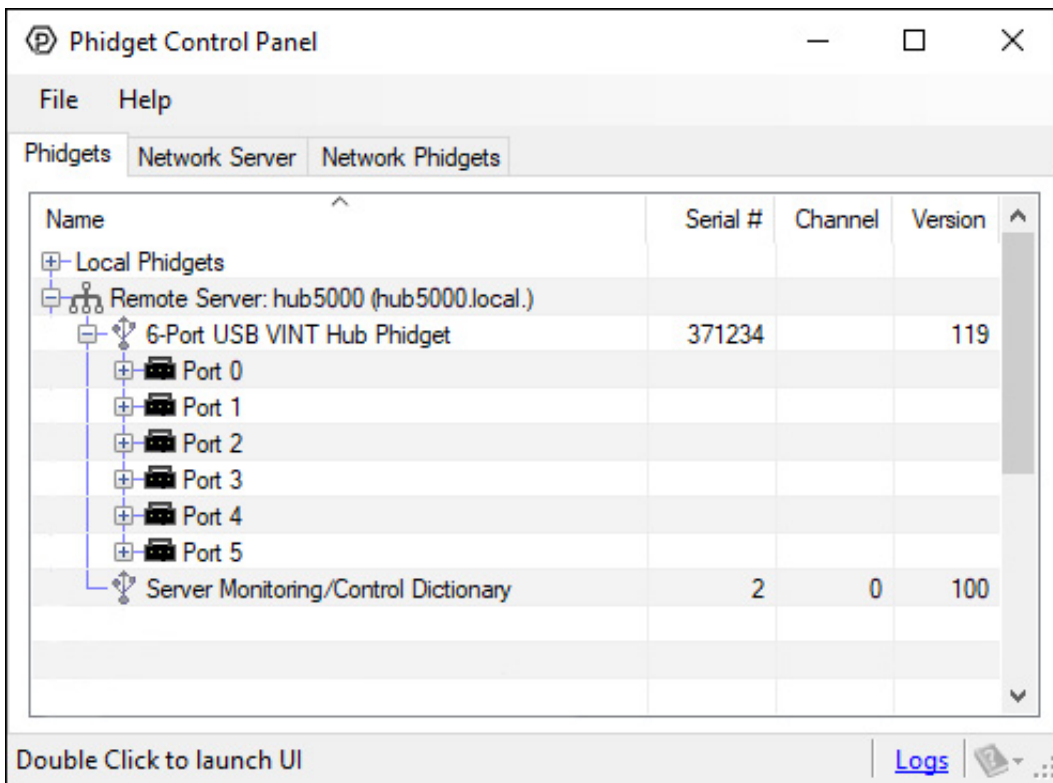 Phidget Control Panel
File Help
Phidgets Network Server Network Phidgets
Name Serial # Channel Version
Local Phidgets
Remote Server: hub5000 (hub5000.local.)
6-Port USB VINT Hub Phidget 371234 119
Port 0
Port 1
Port 2
Port 3
Port 4
Port 5
Server Monitoring/Control Dictionary 2 0 100
Double Click to launch UI Logs